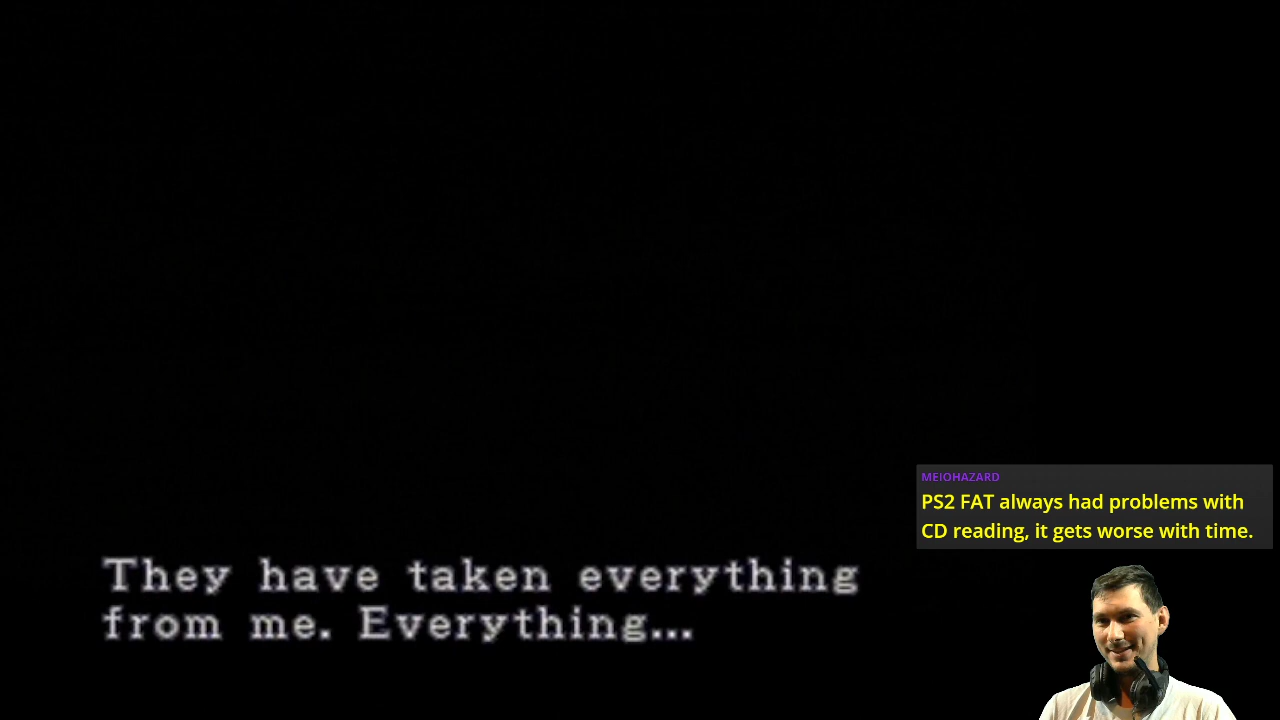 MEIOHAZARD
PS2 FAT always had problems with
CD reading, it gets worse with time.
They have taken everything
from me. Everything...